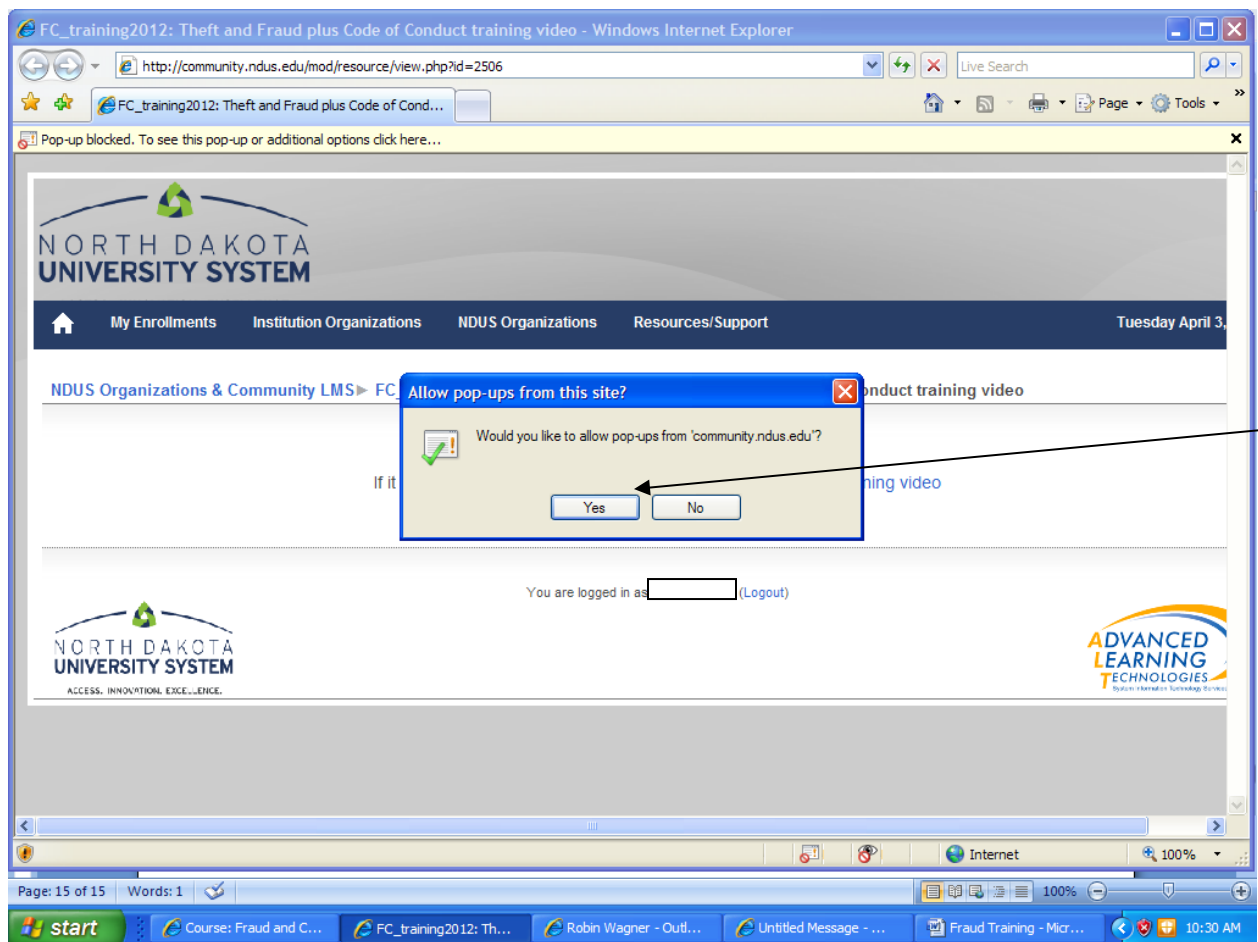 FC_training2012: Theft and Fraud plus Code of Conduct training video - Windows Internet Explorer
http://community.ndus.edu/mod/resource/view.php?id=2506
Live Search
FC_training2012: Theft and Fraud plus Code of Cond...
Page
Tools
Pop-up blocked. To see this pop-up or additional options click here...
NORTH DAKOTA
UNIVERSITY SYSTEM
My Enrollments Institution Organizations NDUS Organizations Resources/Support Tuesday April 3,
NDUS Organizations & Community LMS► FC_ onduct training video
Allow pop-ups from this site?
Would you like to allow pop-ups from 'community.ndus.edu'?
Yes No
If it ning video
You are logged in as (Logout)
NORTH DAKOTA
UNIVERSITY SYSTEM
ACCESS. INNOVATION. EXCELLENCE.
ADVANCED
LEARNING
TECHNOLOGIES
System Information Technology Services
Internet 100%
Page: 15 of 15 Words: 1 100%
start Course: Fraud and C... FC_training2012: Th... Robin Wagner - Outl... Untitled Message - ... Fraud Training - Micr... 10:30 AM